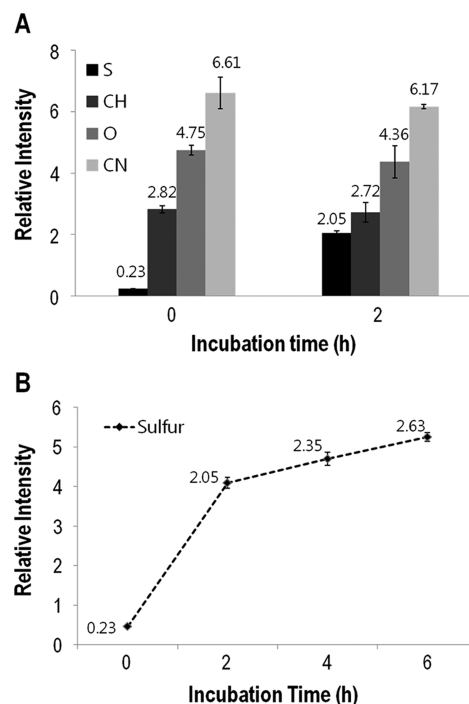 A
8
6
4
2
0
Relative Intensity
S
CH
O
CN
0.23
2.82
4.75
6.61
2.05
2.72
4.36
6.17
0
2
Incubation time (h)
B
6
5
4
3
2
1
0
Relative Intensity
Sulfur
0.23
2.05
2.35
2.63
0
2
4
6
Incubation Time (h)